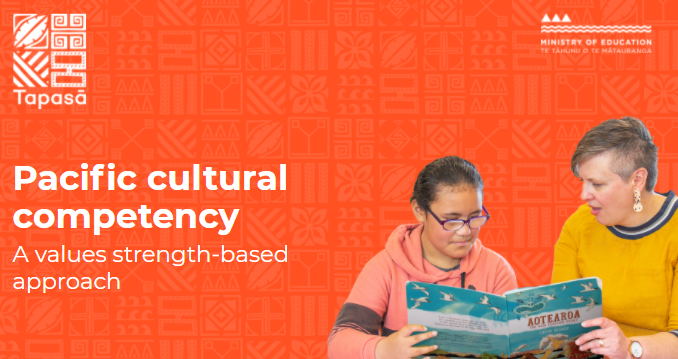 Tapasā
MINISTRY OF EDUCATION
TE TĀHUHU O TE MĀTAURANGA
Pacific cultural
competency
A values strength-based
approach
AOTEAROA